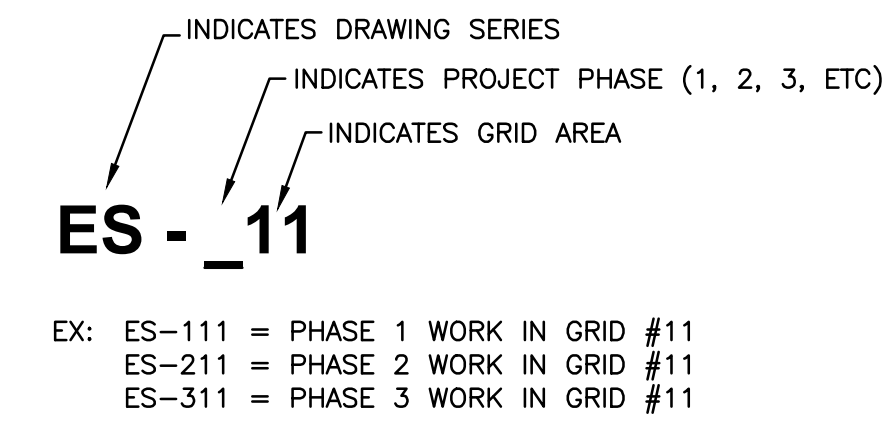 INDICATES DRAWING SERIES
INDICATES PROJECT PHASE (1, 2, 3, ETC)
INDICATES GRID AREA
ES - _11
EX: ES-111 = PHASE 1 WORK IN GRID #11
ES-211 = PHASE 2 WORK IN GRID #11
ES-311 = PHASE 3 WORK IN GRID #11